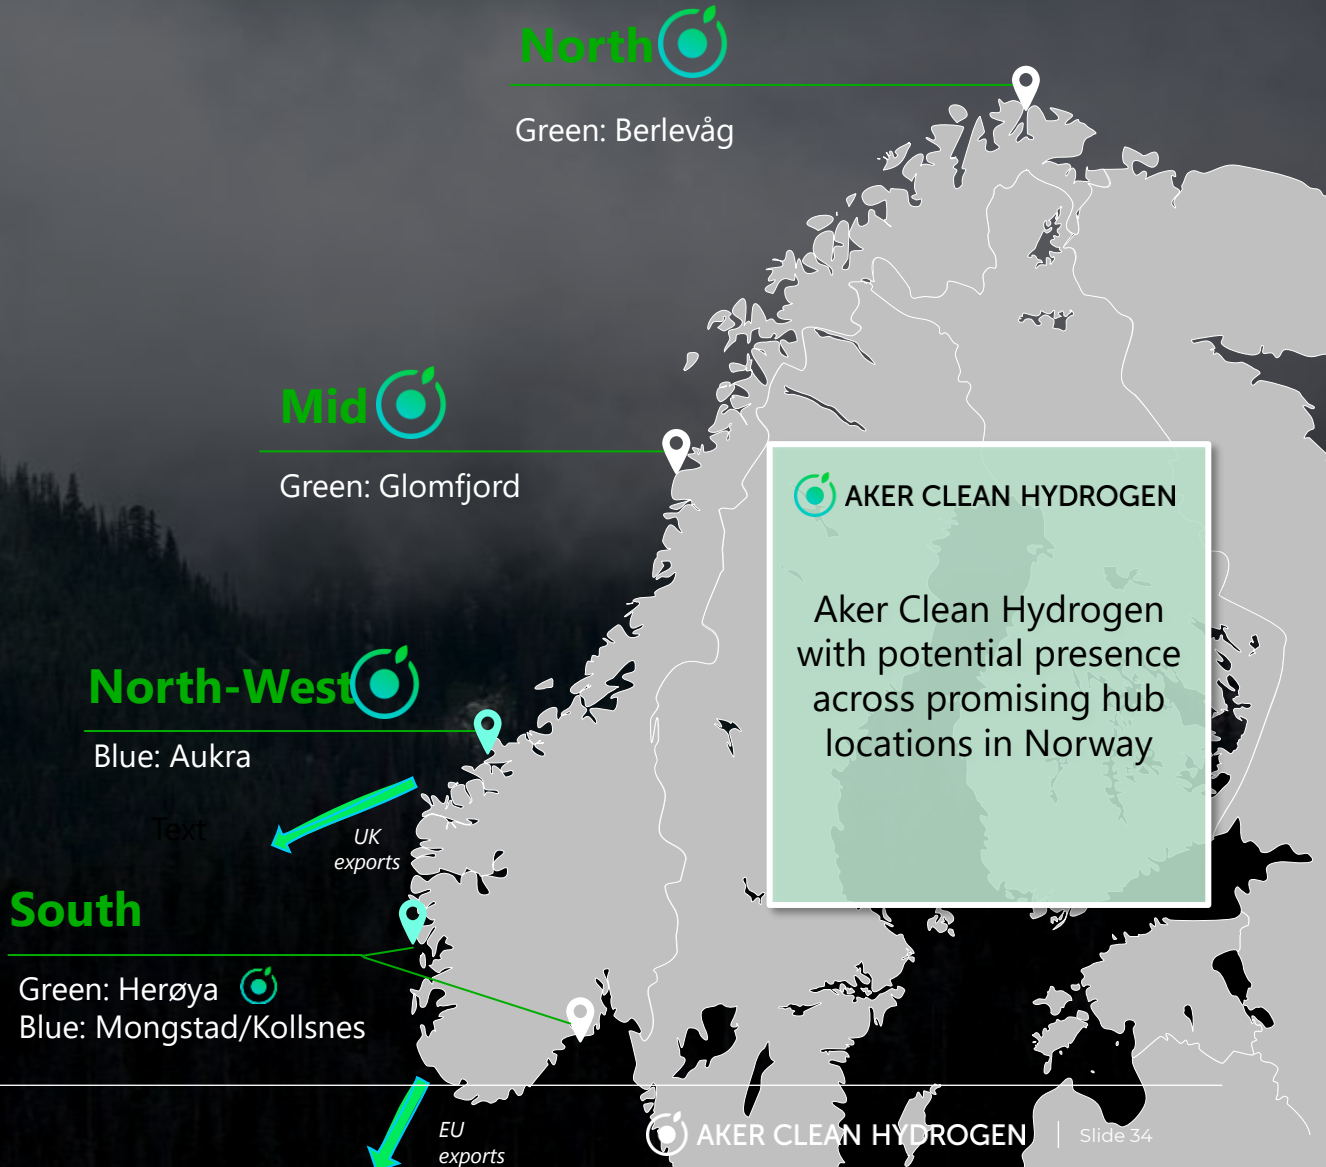 North
Green: Berlevåg
Mid
Green: Glomfjord
AKER CLEAN HYDROGEN
Aker Clean Hydrogen
with potential presence
across promising hub
locations in Norway
North-West
Blue: Aukra
Text
UK
exports
South
Green: Herøya
Blue: Mongstad/Kollsnes
EU
exports
AKER CLEAN HYDROGEN
Slide 34